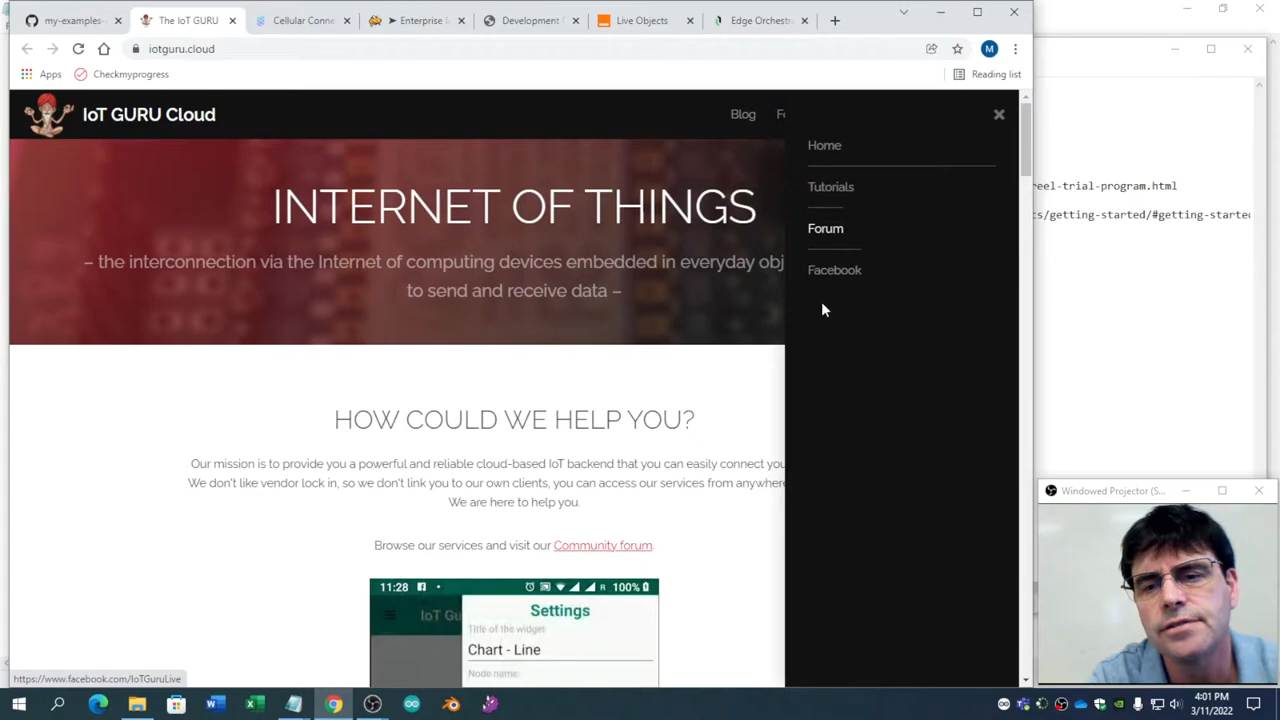 my-examples-
The IoT GURU
Cellular Conne
➤ Enterprise I
Development
Live Objects
Edge Orchestra
iotguru.cloud
M
Apps
Checkmyprogress
Reading list
IoT GURU Cloud
Blog
Home
Tutorials
Forum
Facebook
INTERNET OF THINGS
– the interconnection via the Internet of computing devices embedded in everyday obj
to send and receive data –
HOW COULD WE HELP YOU?
Our mission is to provide you a powerful and reliable cloud-based IoT backend that you can easily connect you
We don't like vendor lock in, so we don't link you to our own clients, you can access our services from anywhere
We are here to help you.
Browse our services and visit our Community forum.
11:28
100%
IoT Gu
Settings
Title of the widget
Chart - Line
Node name:
https://www.facebook.com/IoTGuruLive
reel-trial-program.html
s/getting-started/#getting-started
Windowed Projector (S...
4:01 PM
3/11/2022